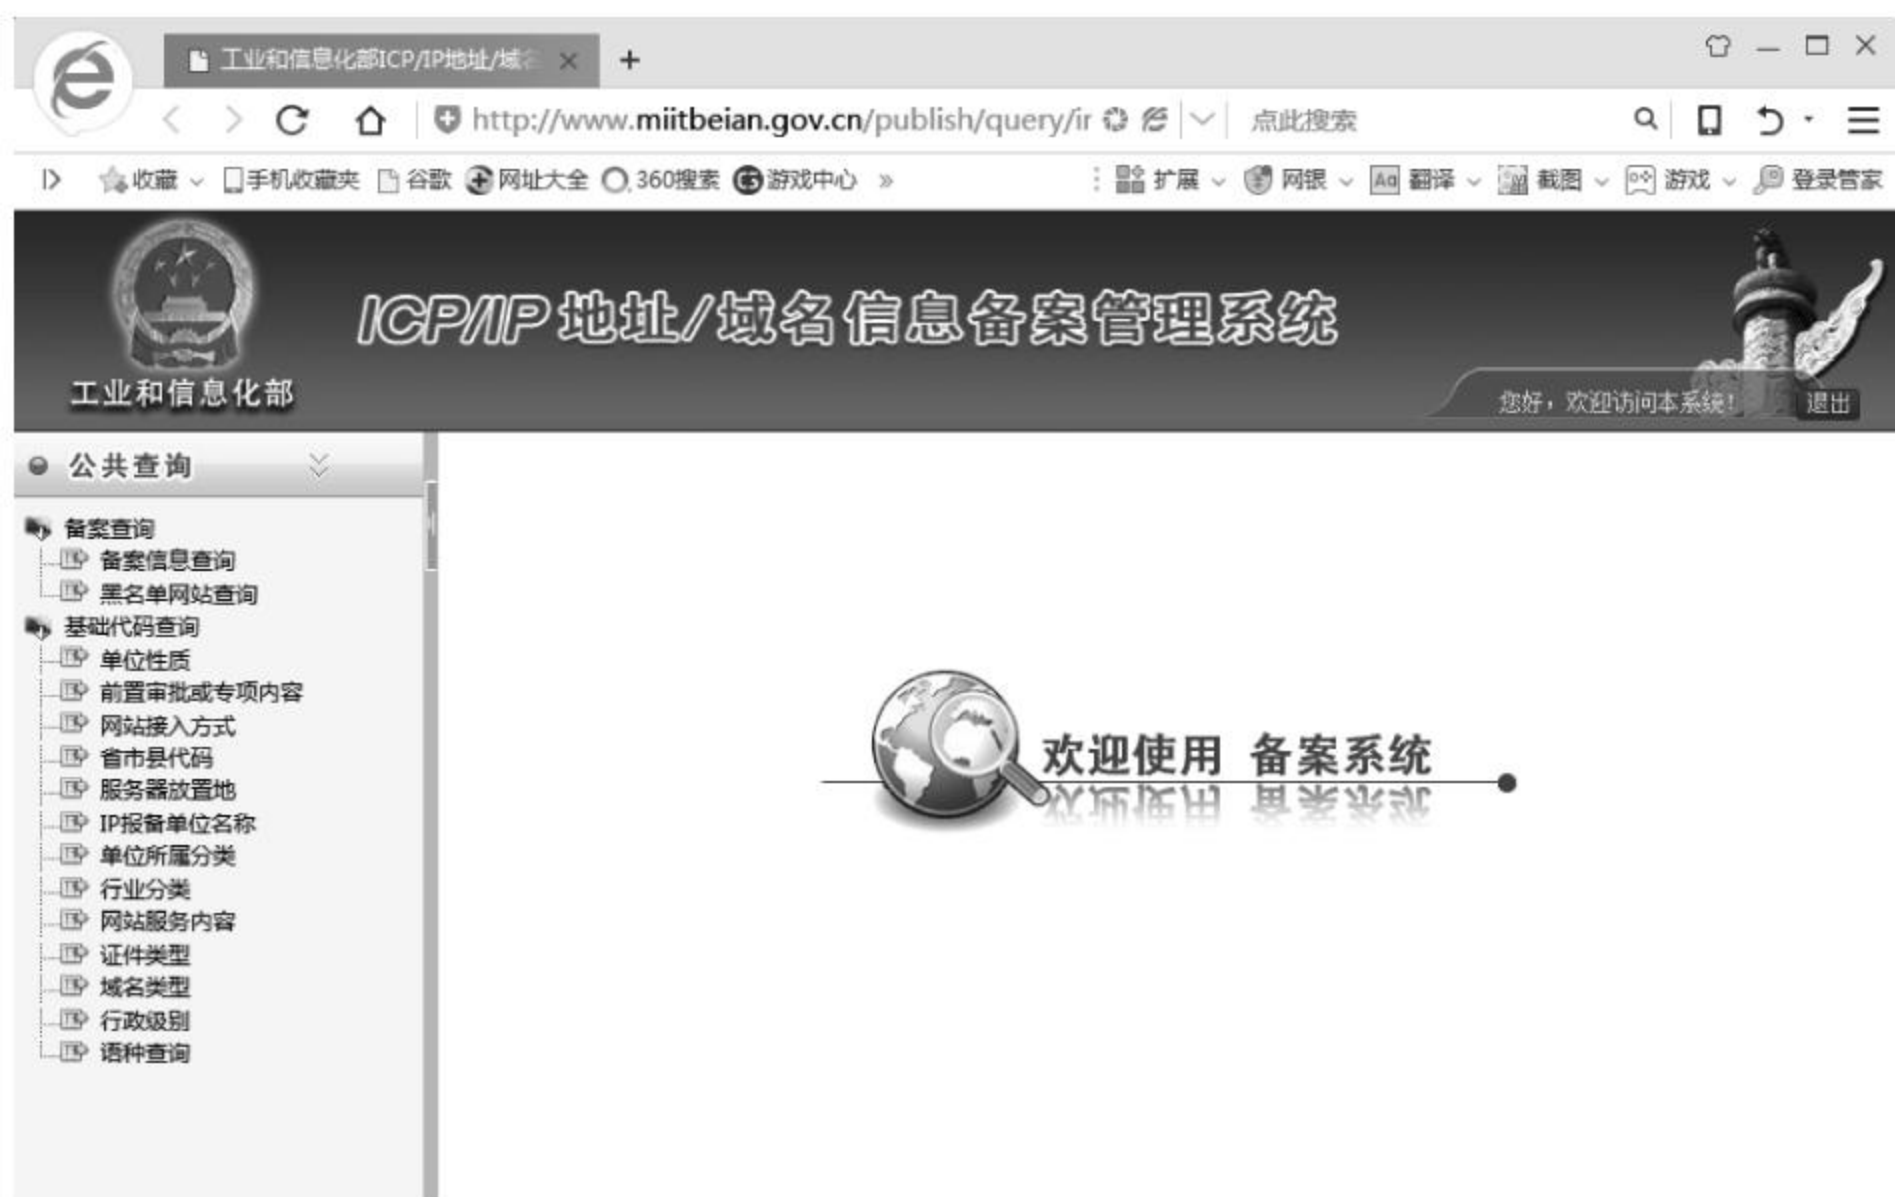 工业和信息化部ICP/IP地址/域名
http://www.miitbeian.gov.cn/publish/query/ir 点此搜索
收藏 手机收藏夹 谷歌 网址大全 360搜索 游戏中心 » 扩展 网银 Aa 翻译 截图 游戏 登录管家
ICP/IP地址/域名信息备案管理系统
工业和信息化部
您好，欢迎访问本系统! 退出
公共查询
备案查询
备案信息查询
黑名单网站查询
基础代码查询
单位性质
前置审批或专项内容
网站接入方式
省市县代码
服务器放置地
IP报备单位名称
单位所属分类
行业分类
网站服务内容
证件类型
域名类型
行政级别
语种查询
欢迎使用 备案系统